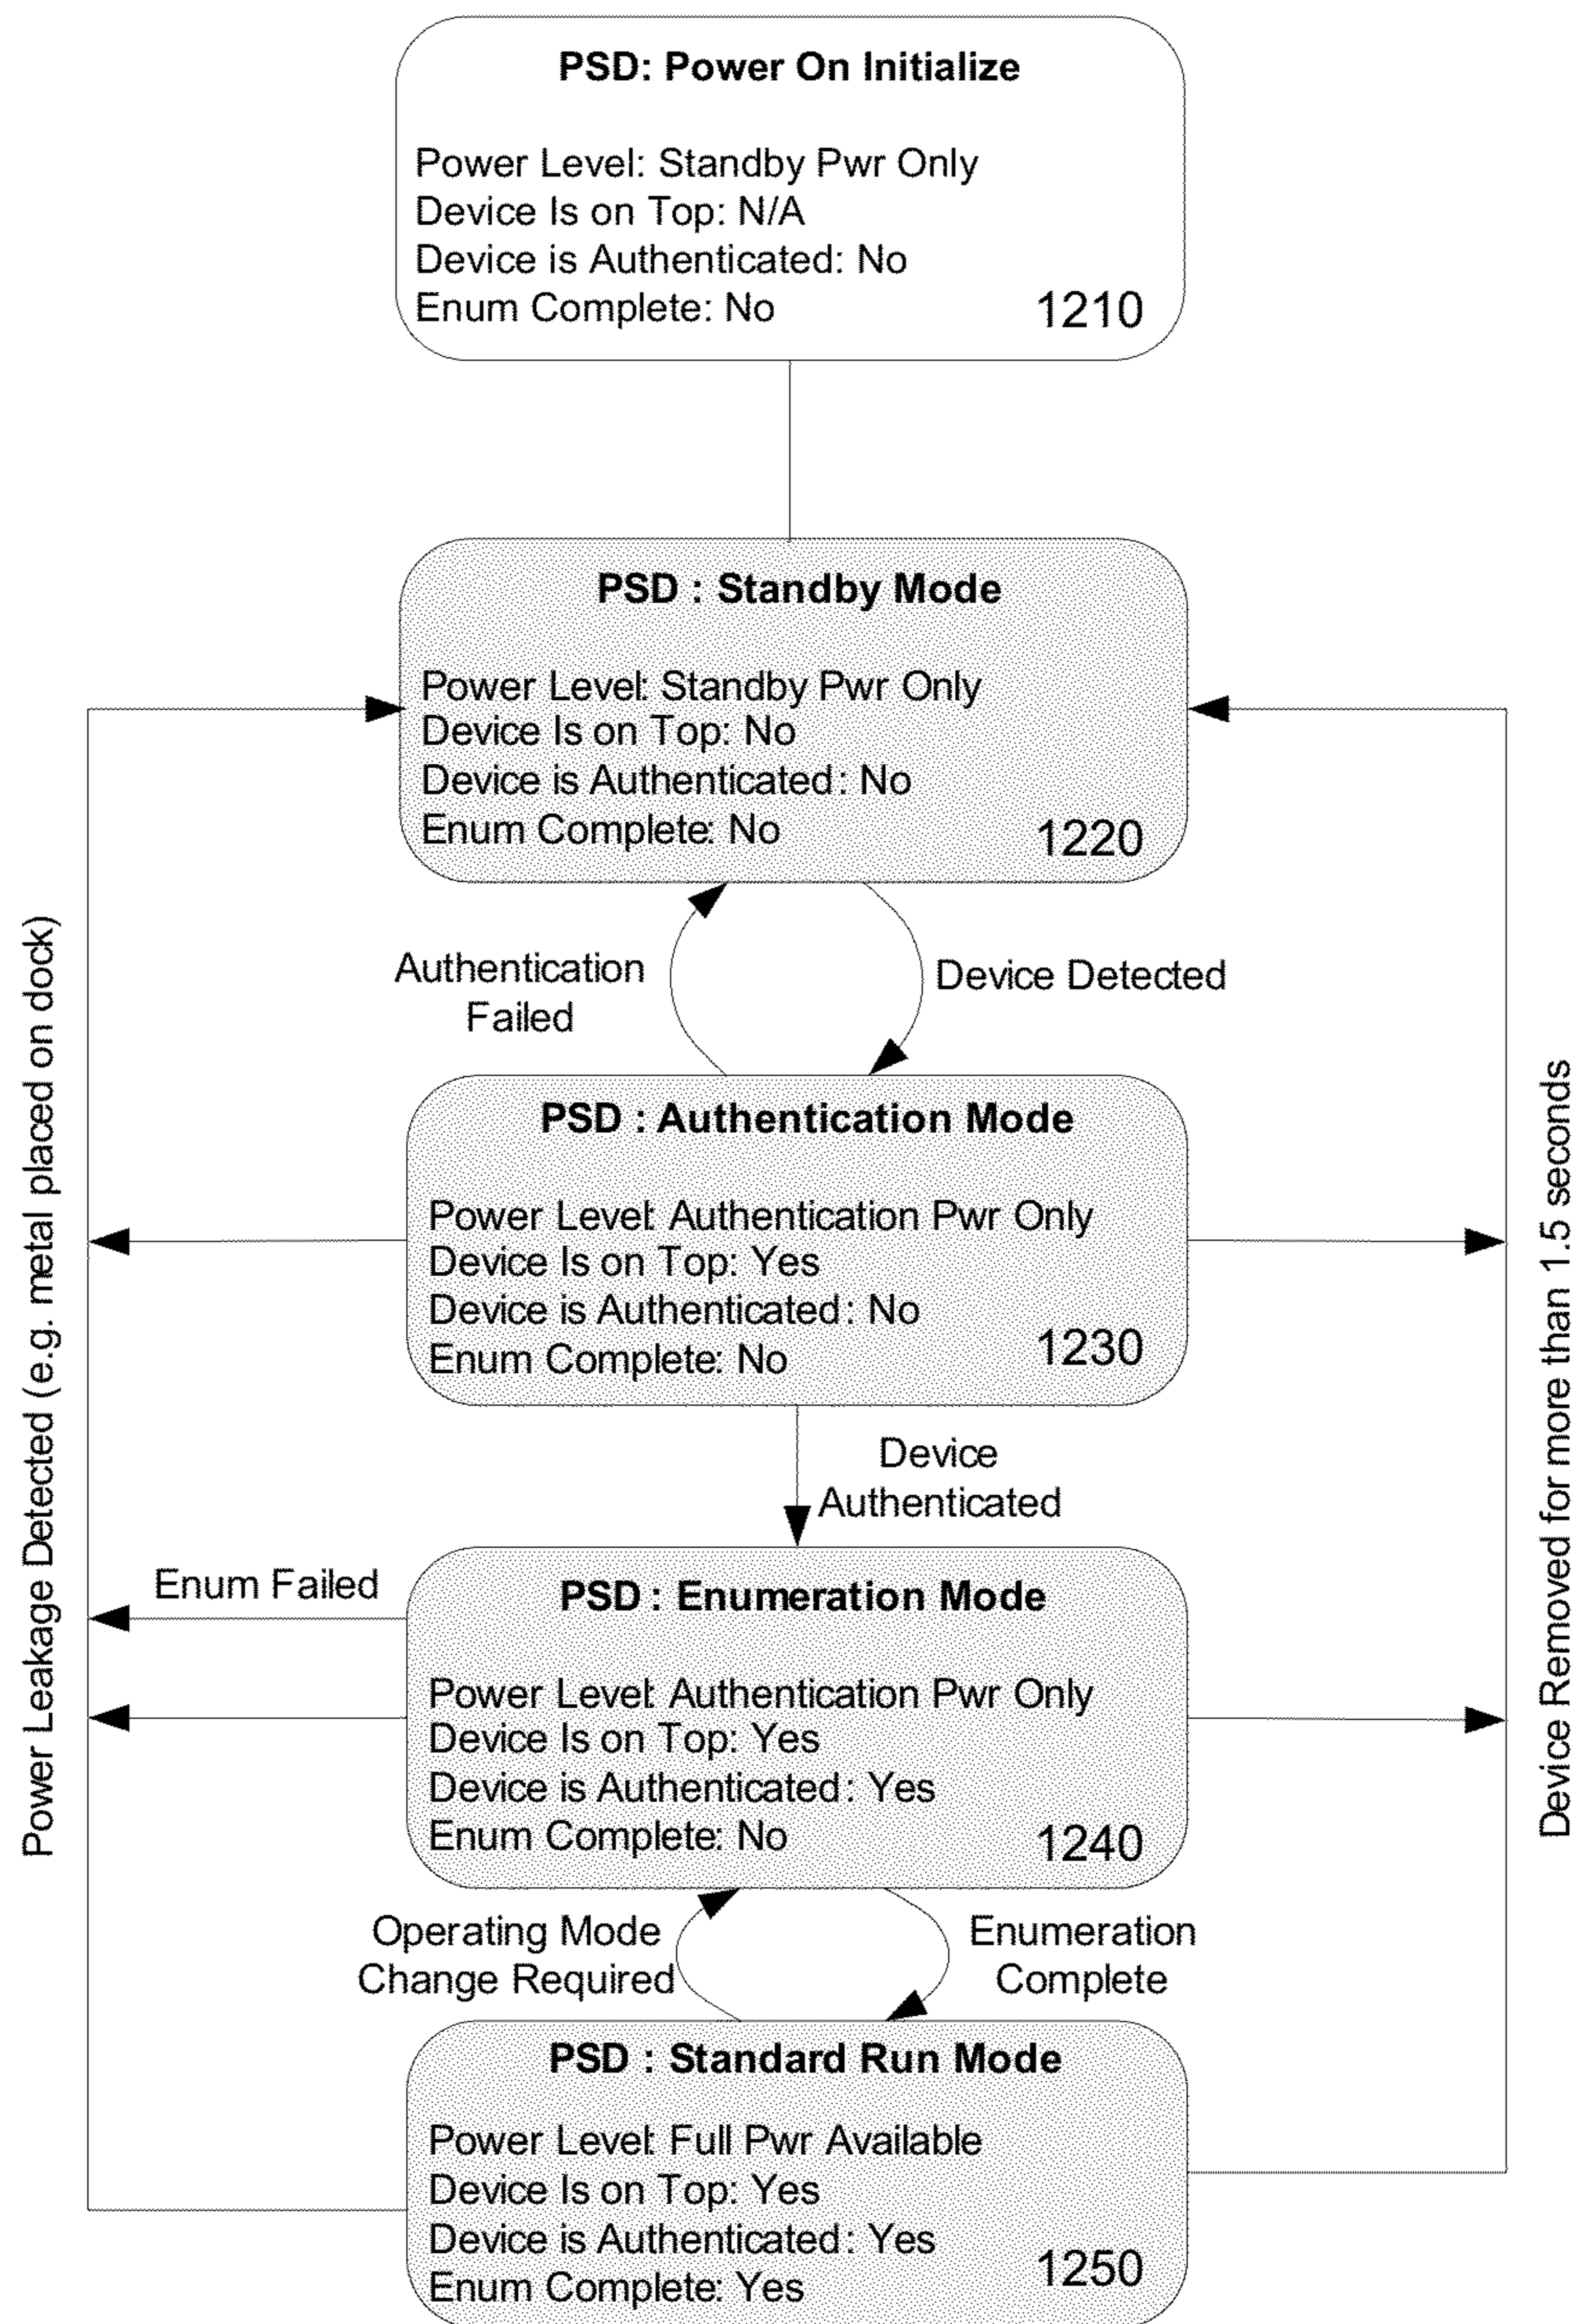 PSD: Power On Initialize
Power Level: Standby Pwr Only
Device Is on Top: N/A
Device is Authenticated: No
Enum Complete: No
1210
PSD : Standby Mode
Power Level: Standby Pwr Only
Device Is on Top: No
Device is Authenticated: No
Enum Complete: No
1220
Authentication
Failed
Device Detected
PSD : Authentication Mode
Power Level: Authentication Pwr Only
Device Is on Top: Yes
Device is Authenticated: No
Enum Complete: No
1230
Device
Authenticated
Enum Failed
PSD : Enumeration Mode
Power Level: Authentication Pwr Only
Device Is on Top: Yes
Device is Authenticated: Yes
Enum Complete: No
1240
Operating Mode
Change Required
Enumeration
Complete
PSD : Standard Run Mode
Power Level: Full Pwr Available
Device Is on Top: Yes
Device is Authenticated: Yes
Enum Complete: Yes
1250
Power Leakage Detected (e.g. metal placed on dock)
Device Removed for more than 1.5 seconds